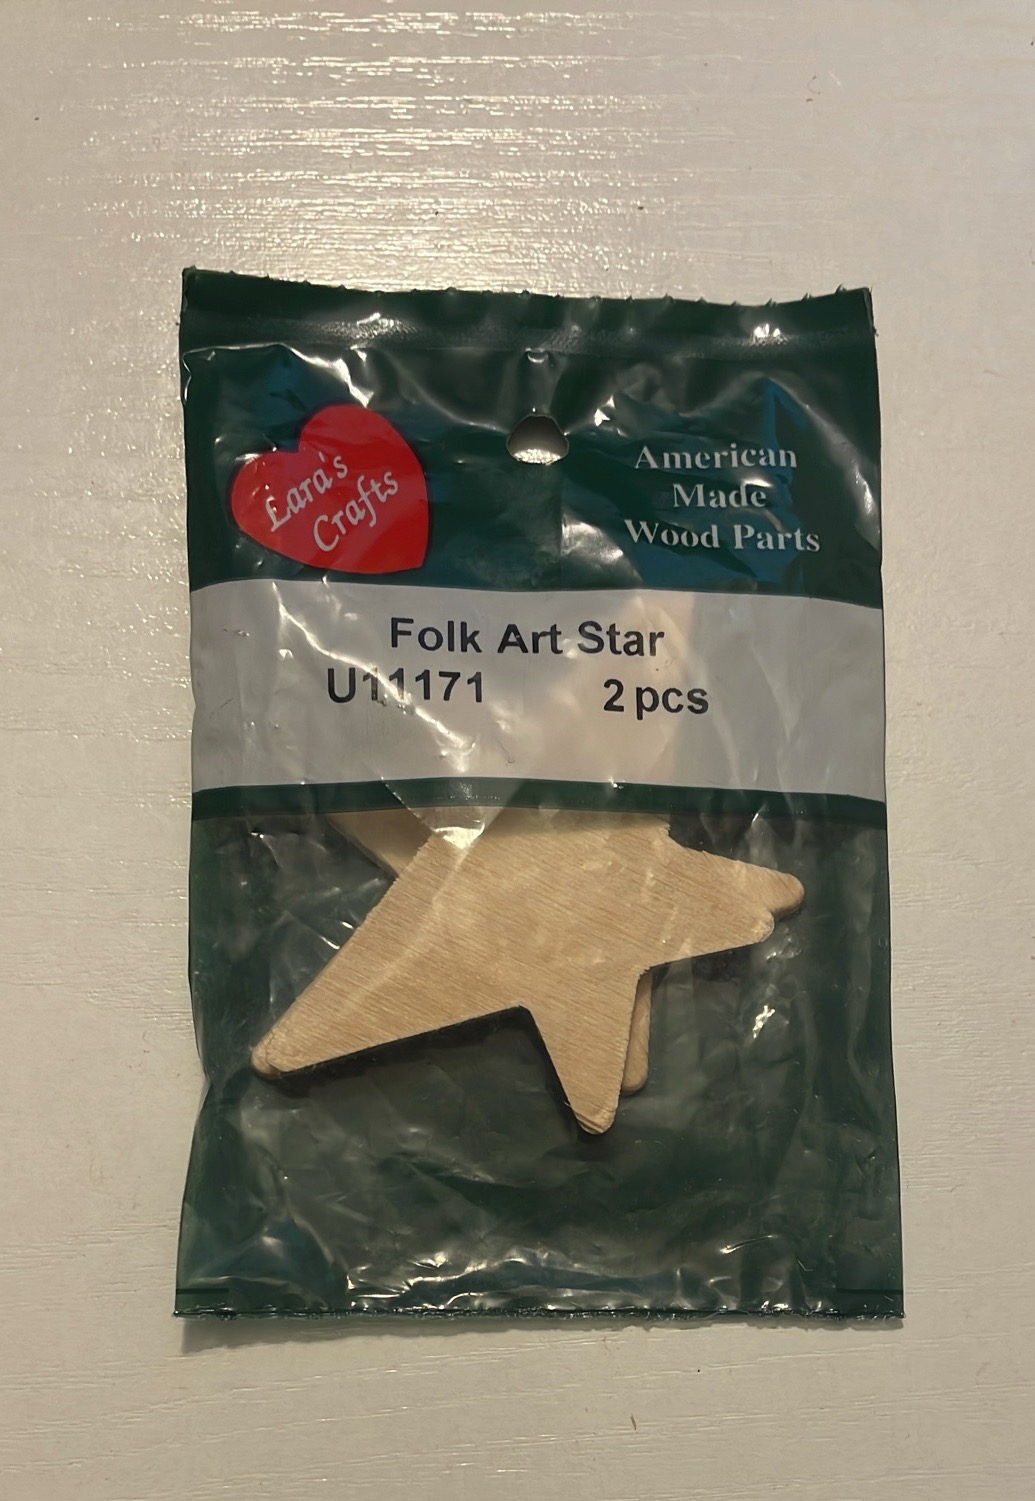 Lara's
Crafts
American
Made
Wood Parts
Folk Art Star
U11171 2 pcs